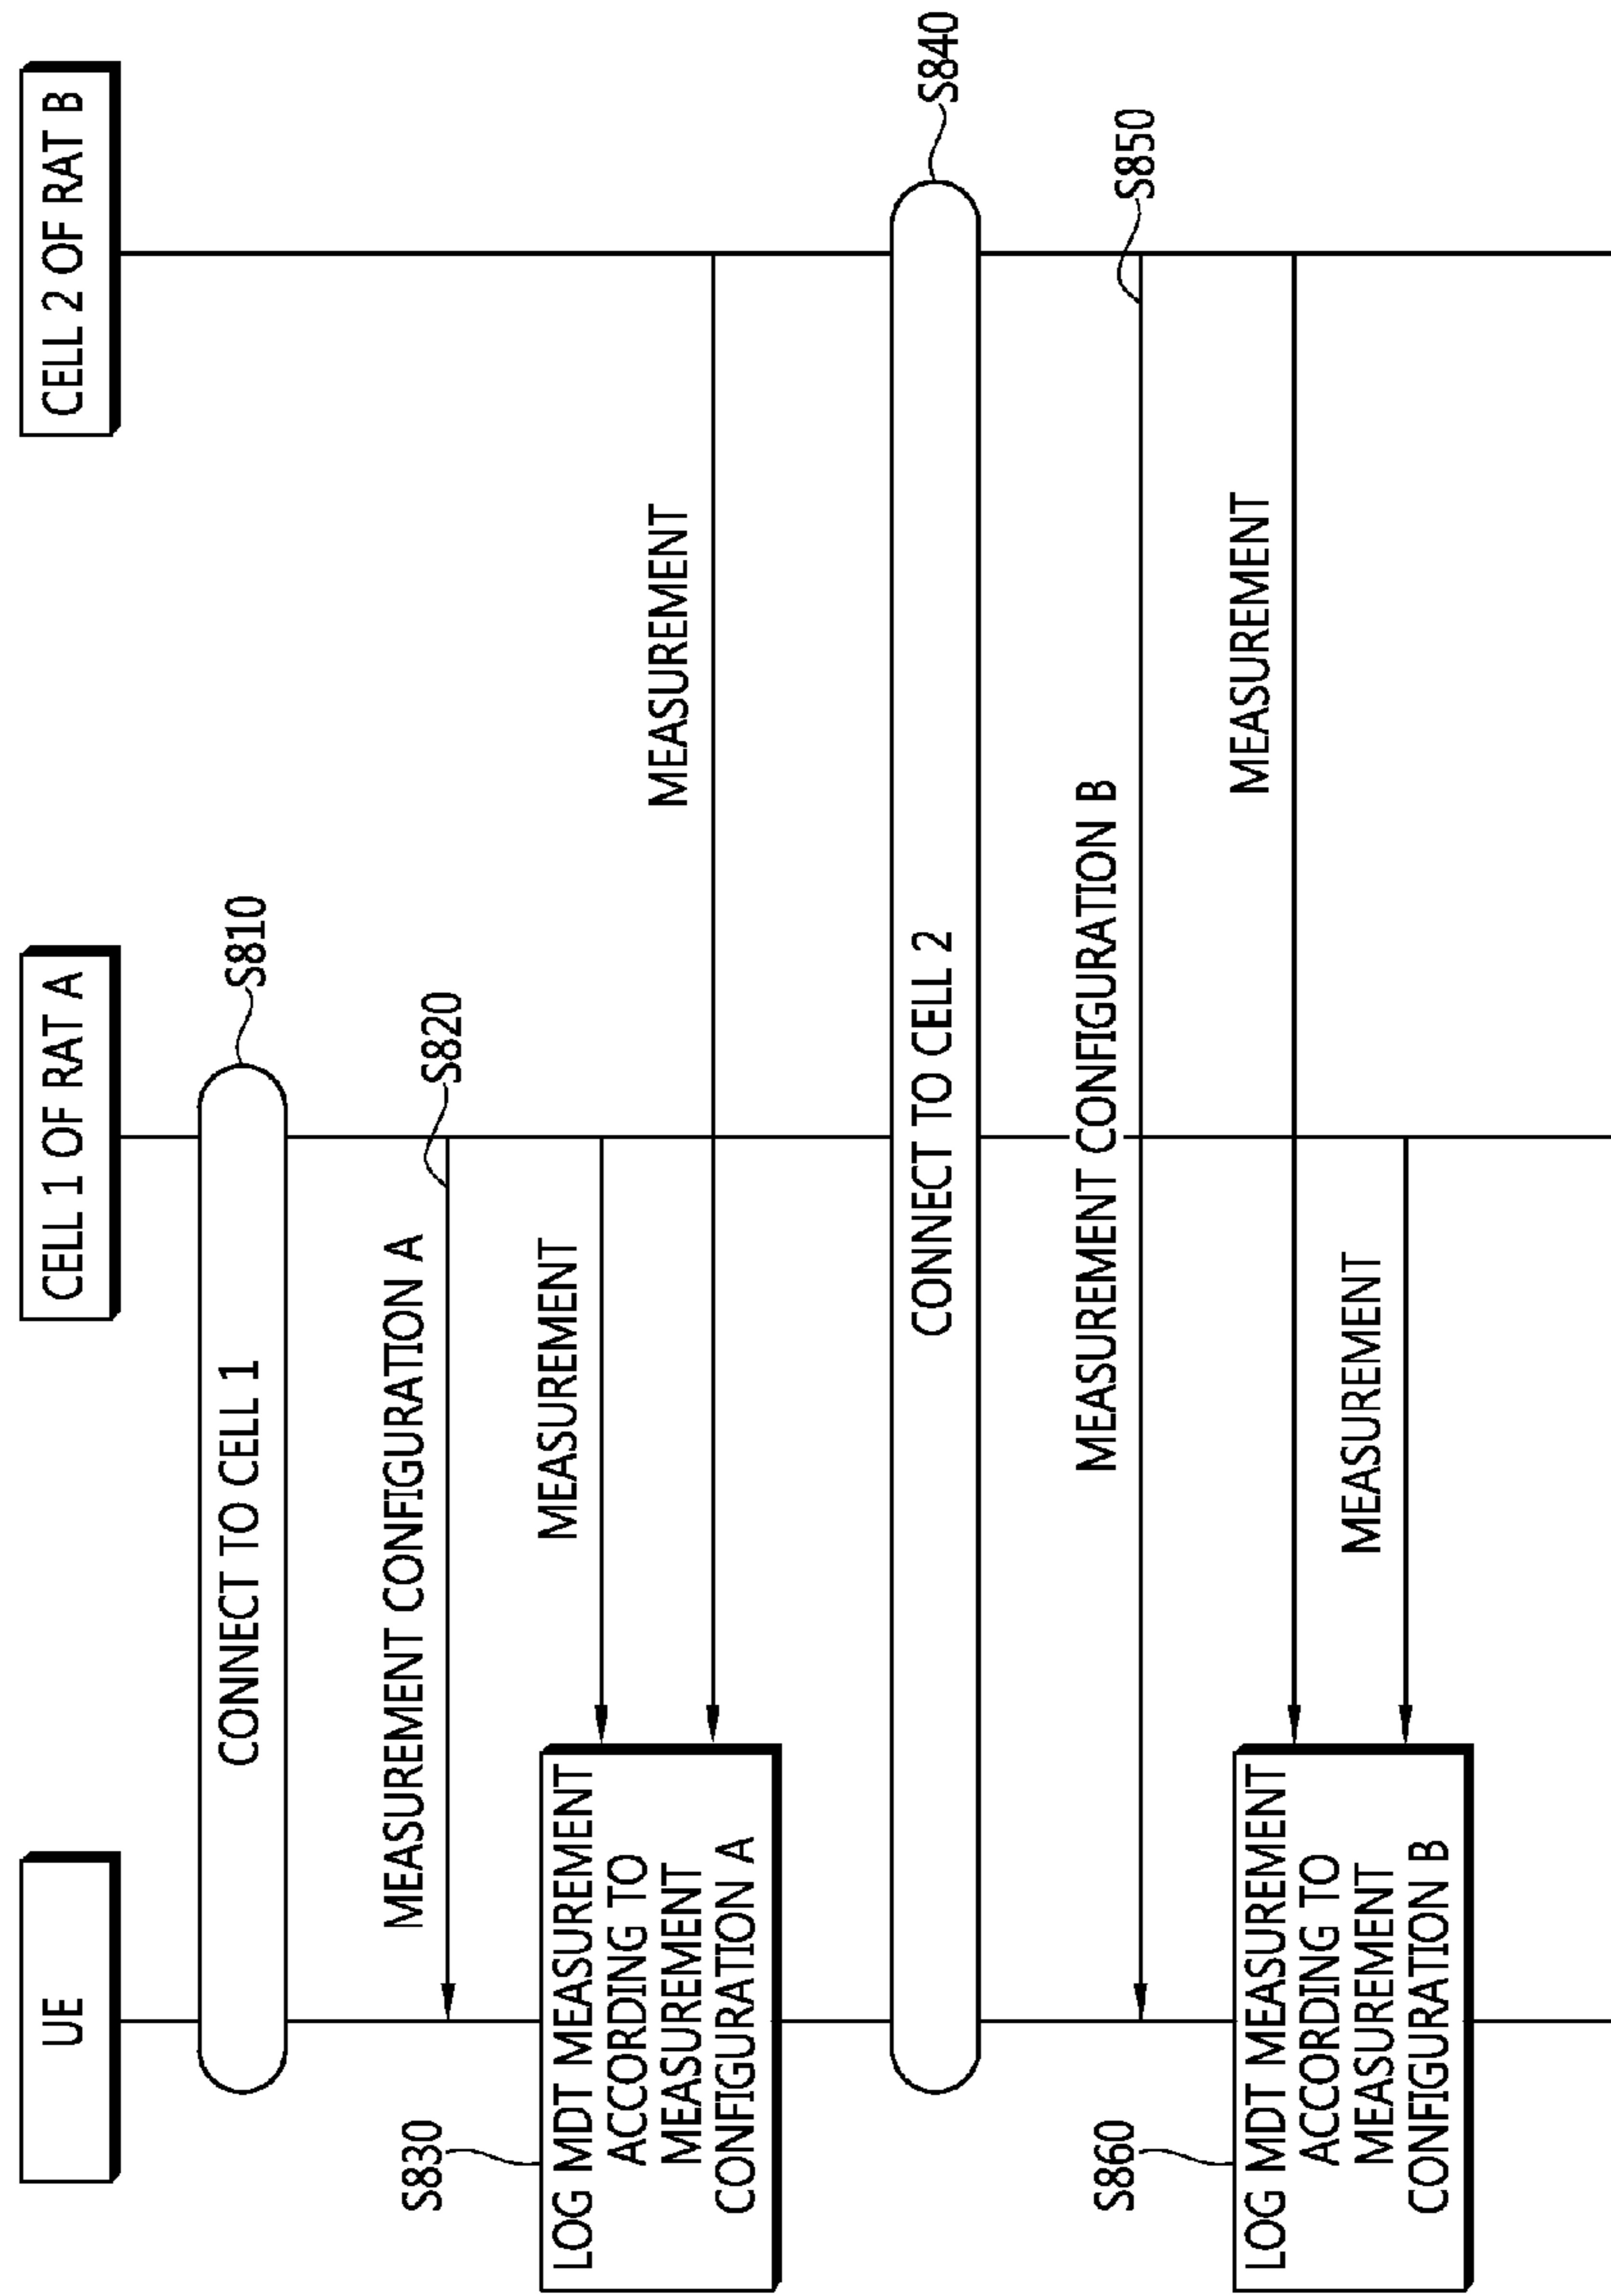 UE
CELL 1 OF RAT A
CELL 2 OF RAT B
CONNECT TO CELL 1
S810
MEASUREMENT CONFIGURATION A
S820
S830
LOG MDT MEASUREMENT
ACCORDING TO
MEASUREMENT
CONFIGURATION A
MEASUREMENT
MEASUREMENT
CONNECT TO CELL 2
S840
MEASUREMENT CONFIGURATION B
S850
S860
LOG MDT MEASUREMENT
ACCORDING TO
MEASUREMENT
CONFIGURATION B
MEASUREMENT
MEASUREMENT